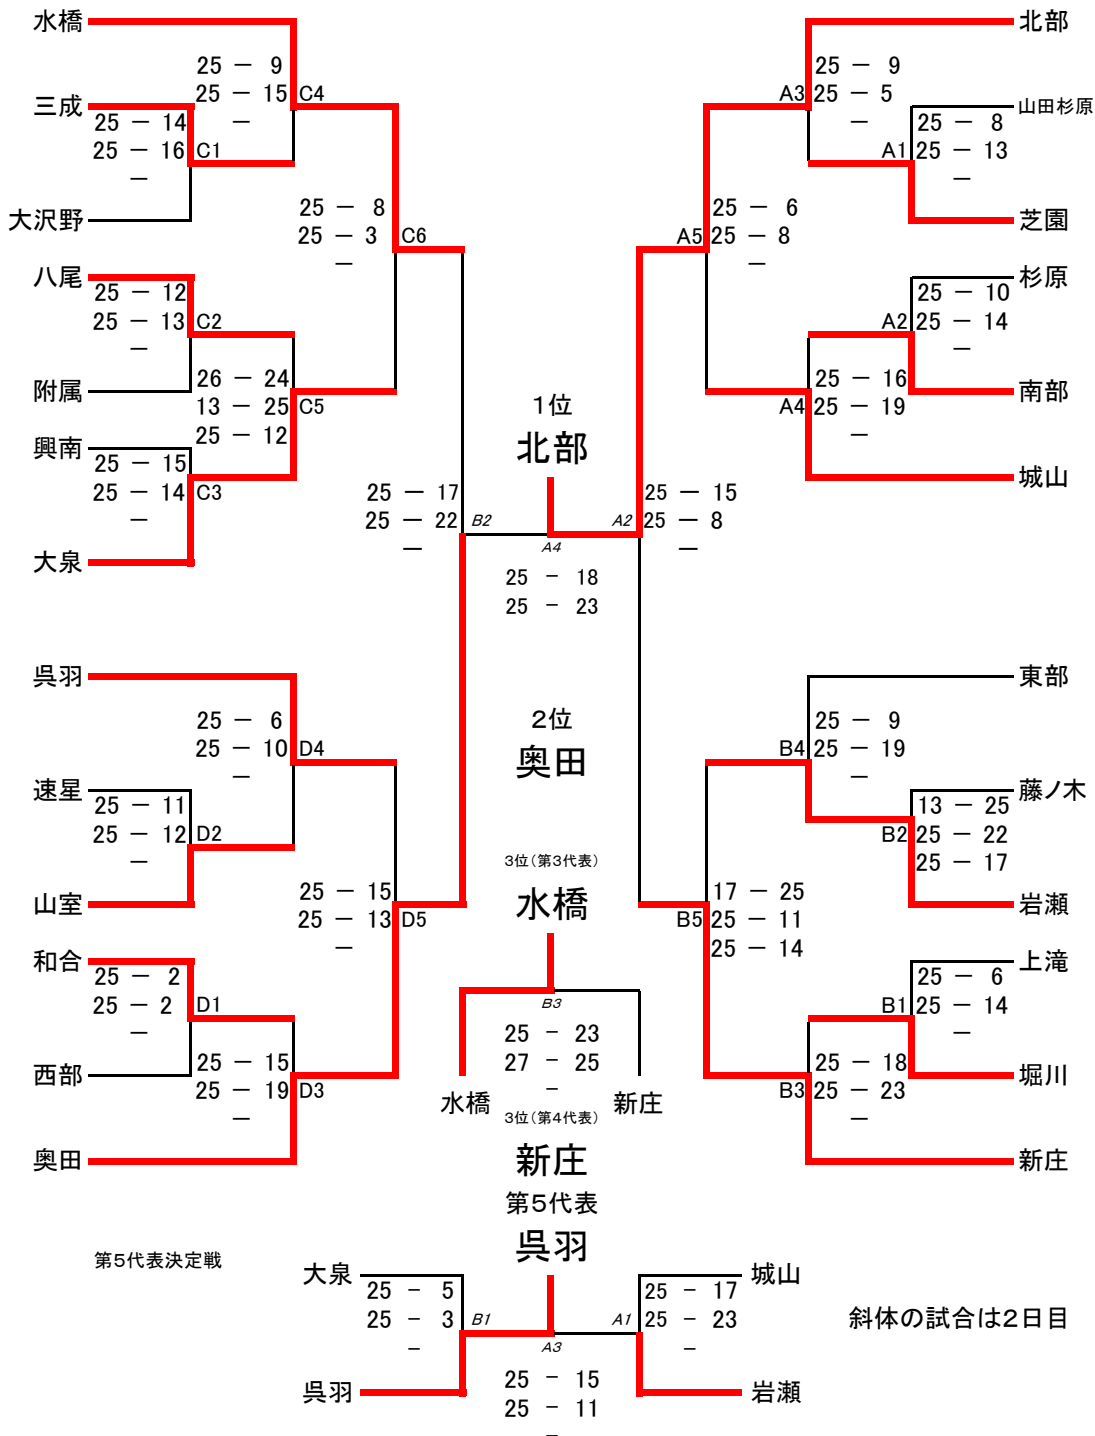 水橋
25 － 9
25 － 15
－
C4
三成
25 － 14
25 － 16
－
C1
大沢野
25 － 8
25 － 3
－
C6
八尾
25 － 12
25 － 13
－
C2
附属
26 － 24
13 － 25
25 － 12
C5
興南
25 － 15
25 － 14
－
C3
大泉
25 － 17
25 － 22
－
B2
呉羽
25 － 6
25 － 10
－
D4
速星
25 － 11
25 － 12
－
D2
山室
25 － 15
25 － 13
－
D5
和合
25 － 2
25 － 2
－
D1
西部
25 － 15
25 － 19
－
D3
奥田
1位
北部
A4
25 － 18
25 － 23
2位
奥田
3位(第3代表)
水橋
B3
25 － 23
27 － 25
－
水橋
新庄
3位(第4代表)
新庄
第5代表
呉羽
北部
A3
25 － 9
25 － 5
－
山田杉原
A1
25 － 8
25 － 13
－
芝園
A5
25 － 6
25 － 8
－
杉原
A2
25 － 10
25 － 14
－
南部
A4
25 － 16
25 － 19
－
城山
A2
25 － 15
25 － 8
－
東部
B4
25 － 9
25 － 19
－
藤ノ木
B2
13 － 25
25 － 22
25 － 17
岩瀬
B5
17 － 25
25 － 11
25 － 14
上滝
B1
25 － 6
25 － 14
－
堀川
B3
25 － 18
25 － 23
－
新庄
第5代表決定戦
大泉
25 － 5
25 － 3
－
B1
呉羽
A3
25 － 15
25 － 11
－
城山
A1
25 － 17
25 － 23
－
岩瀬
斜体の試合は2日目